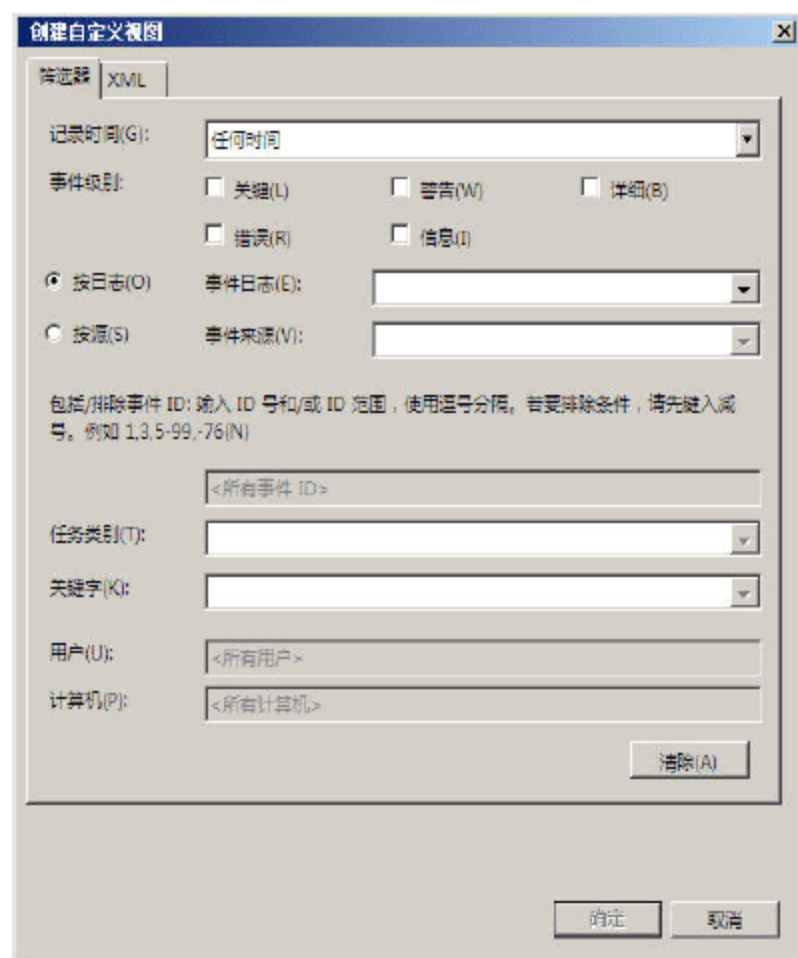 创建自定义视图
筛选器 XML
记录时间(G): 任何时间
事件级别: 关键(L) 警告(W) 详细(B)
错误(R) 信息(I)
按日志(O) 事件日志(E):
按源(S) 事件来源(V):
包括/排除事件 ID: 输入 ID 号和/或 ID 范围，使用逗号分隔。若要排除条件，请先键入减
号。例如 1,3,5-99,-76(N)
<所有事件 ID>
任务类别(T):
关键字(K):
用户(U): <所有用户>
计算机(P): <所有计算机>
清除(A)
确定 取消